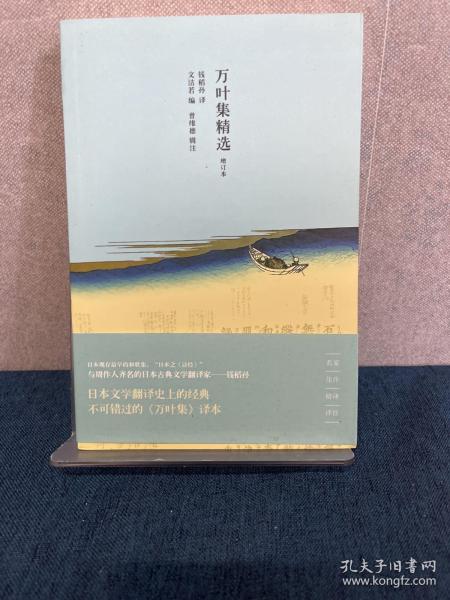 万叶集精选
增订本
钱稻孙 译
文洁若 编
曾维德 辑注
日本现存最早的和歌集，“日本之《诗经》”
与周作人齐名的日本古典文学翻译家——钱稻孙
日本文学翻译史上的经典
不可错过的《万叶集》译本
名家
精译
孔夫子旧书网
www.kongfz.com